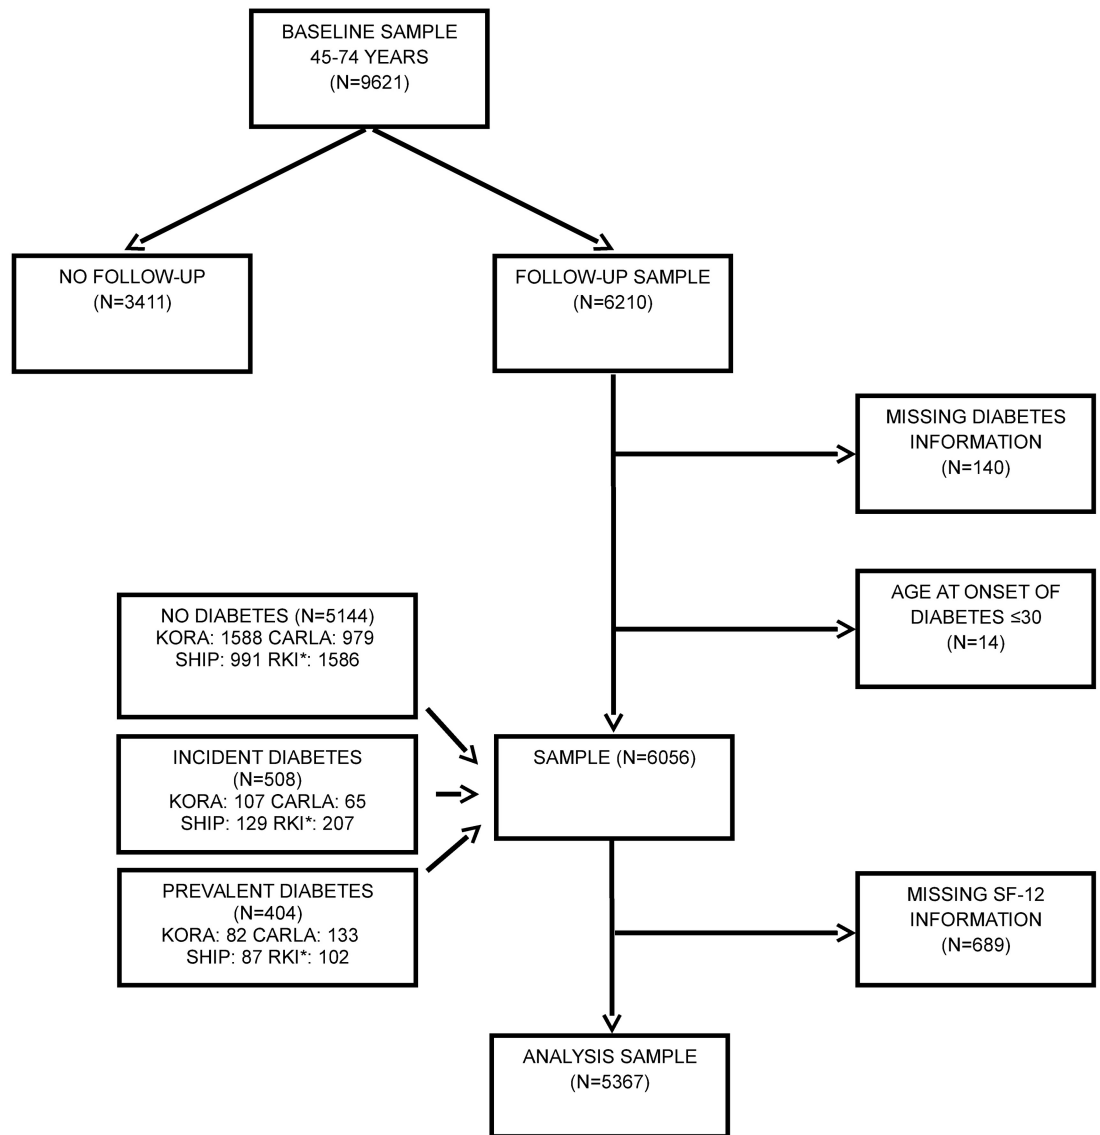 BASELINE SAMPLE
45-74 YEARS
(N=9621)
NO FOLLOW-UP
(N=3411)
FOLLOW-UP SAMPLE
(N=6210)
MISSING DIABETES
INFORMATION
(N=140)
AGE AT ONSET OF
DIABETES ≤30
(N=14)
NO DIABETES (N=5144)
KORA: 1588 CARLA: 979
SHIP: 991 RKI*: 1586
INCIDENT DIABETES
(N=508)
KORA: 107 CARLA: 65
SHIP: 129 RKI*: 207
PREVALENT DIABETES
(N=404)
KORA: 82 CARLA: 133
SHIP: 87 RKI*: 102
SAMPLE (N=6056)
MISSING SF-12
INFORMATION
(N=689)
ANALYSIS SAMPLE
(N=5367)